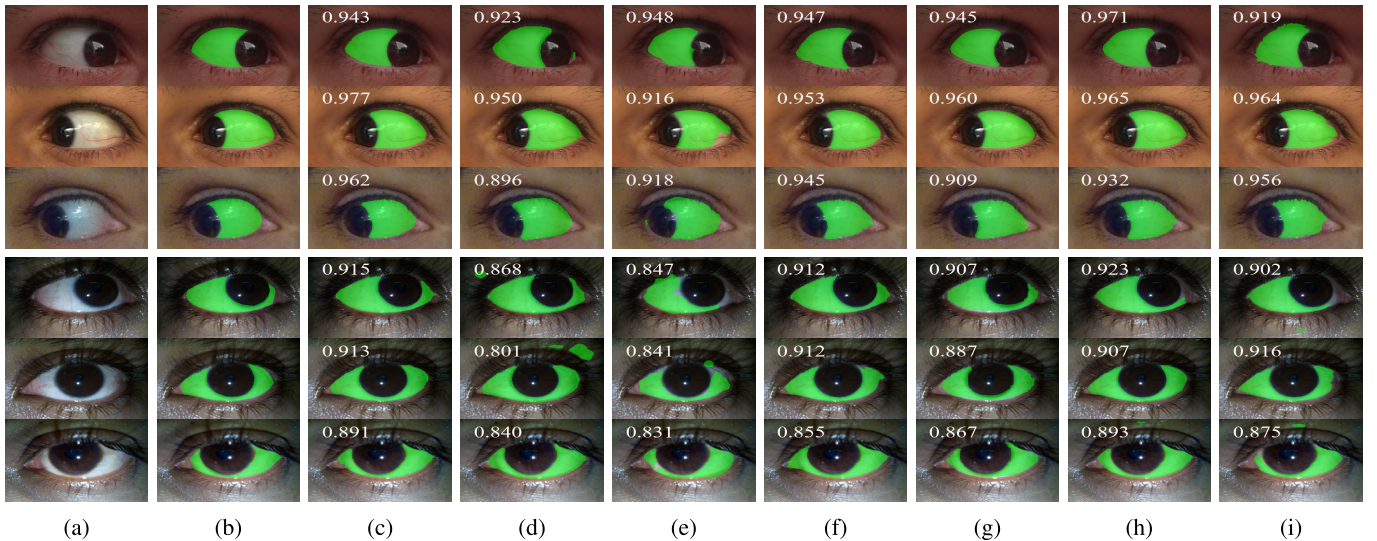 0.943 0.923 0.948 0.947 0.945 0.971 0.919
0.977 0.950 0.916 0.953 0.960 0.965 0.964
0.962 0.896 0.918 0.945 0.909 0.932 0.956
0.915 0.868 0.847 0.912 0.907 0.923 0.902
0.913 0.801 0.841 0.912 0.887 0.907 0.916
0.891 0.840 0.831 0.855 0.867 0.893 0.875
(a) (b) (c) (d) (e) (f) (g) (h) (i)